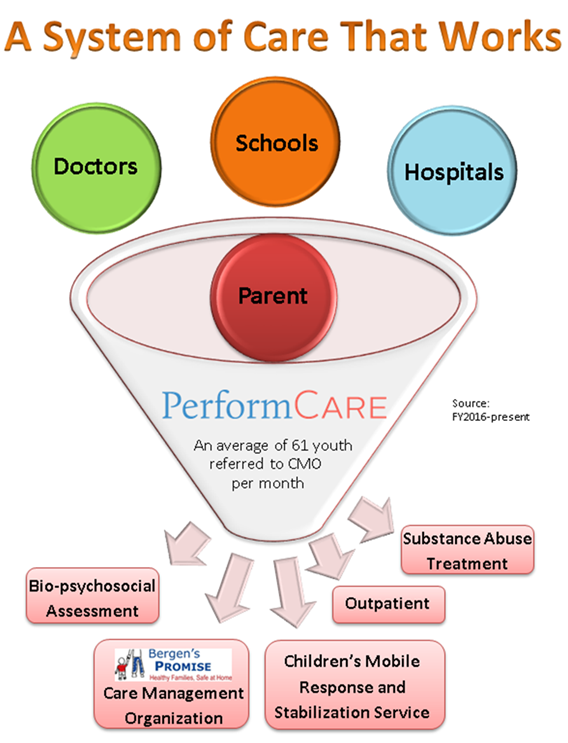 A System of Care That Works
Doctors
Schools
Hospitals
Parent
PerformCARE
An average of 61 youth
referred to CMO
per month
Source:
FY2016-present
Substance Abuse
Treatment
Bio-psychosocial
Assessment
Outpatient
Bergen's
PROMISE
Healthy Families, Safe at Home
Care Management
Organization
Children's Mobile
Response and
Stabilization Service